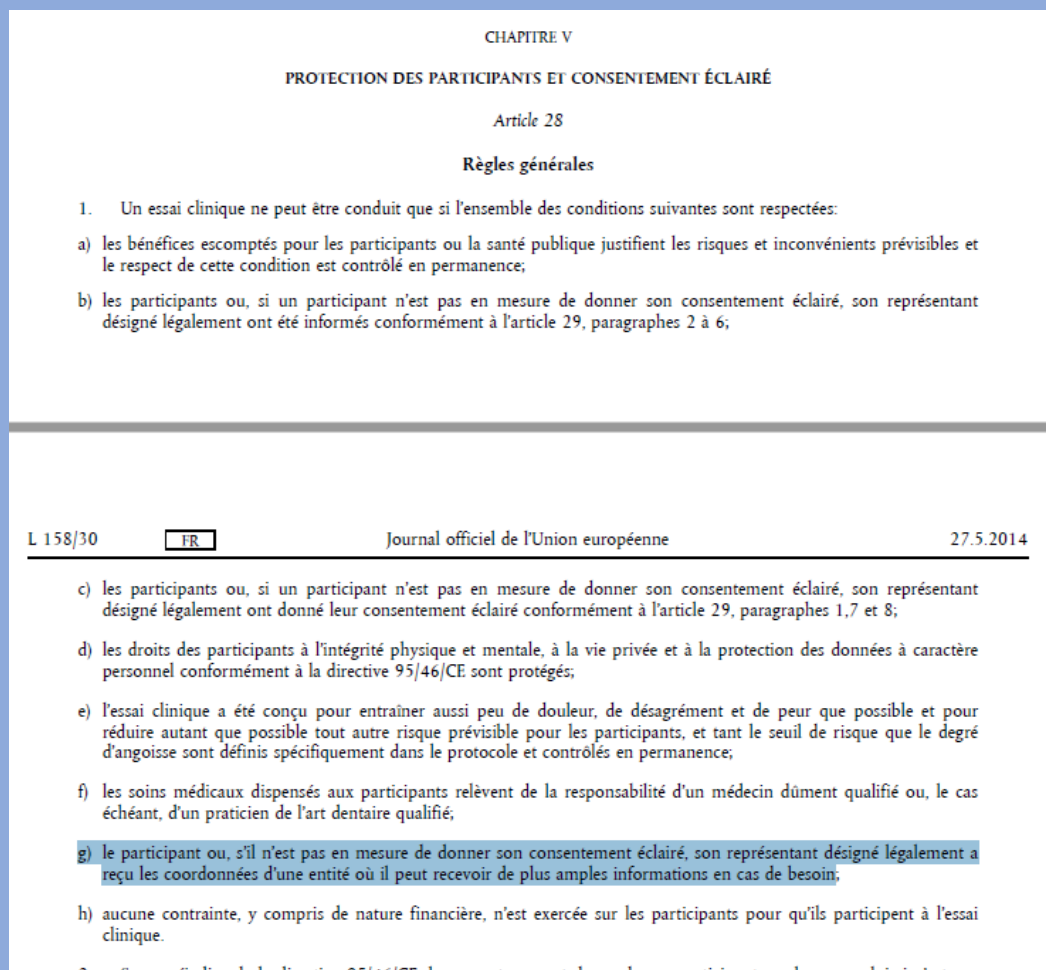 CHAPITRE V
PROTECTION DES PARTICIPANTS ET CONSENTEMENT ÉCLAIRÉ
Article 28
Règles générales
1. Un essai clinique ne peut être conduit que si l'ensemble des conditions suivantes sont respectées:
a) les bénéfices escomptés pour les participants ou la santé publique justifient les risques et inconvénients prévisibles et
le respect de cette condition est contrôlé en permanence;
b) les participants ou, si un participant n'est pas en mesure de donner son consentement éclairé, son représentant
désigné légalement ont été informés conformément à l'article 29, paragraphes 2 à 6;
L 158/30 FR Journal officiel de l'Union européenne 27.5.2014
c) les participants ou, si un participant n'est pas en mesure de donner son consentement éclairé, son représentant
désigné légalement ont donné leur consentement éclairé conformément à l'article 29, paragraphes 1,7 et 8;
d) les droits des participants à l'intégrité physique et mentale, à la vie privée et à la protection des données à caractère
personnel conformément à la directive 95/46/CE sont protégés;
e) l'essai clinique a été conçu pour entraîner aussi peu de douleur, de désagrément et de peur que possible et pour
réduire autant que possible tout autre risque prévisible pour les participants, et tant le seuil de risque que le degré
d'angoisse sont définis spécifiquement dans le protocole et contrôlés en permanence;
f) les soins médicaux dispensés aux participants relèvent de la responsabilité d'un médecin dûment qualifié ou, le cas
échéant, d'un praticien de l'art dentaire qualifié;
g) le participant ou, s'il n'est pas en mesure de donner son consentement éclairé, son représentant désigné légalement a
reçu les coordonnées d'une entité où il peut recevoir de plus amples informations en cas de besoin;
h) aucune contrainte, y compris de nature financière, n'est exercée sur les participants pour qu'ils participent à l'essai
clinique.